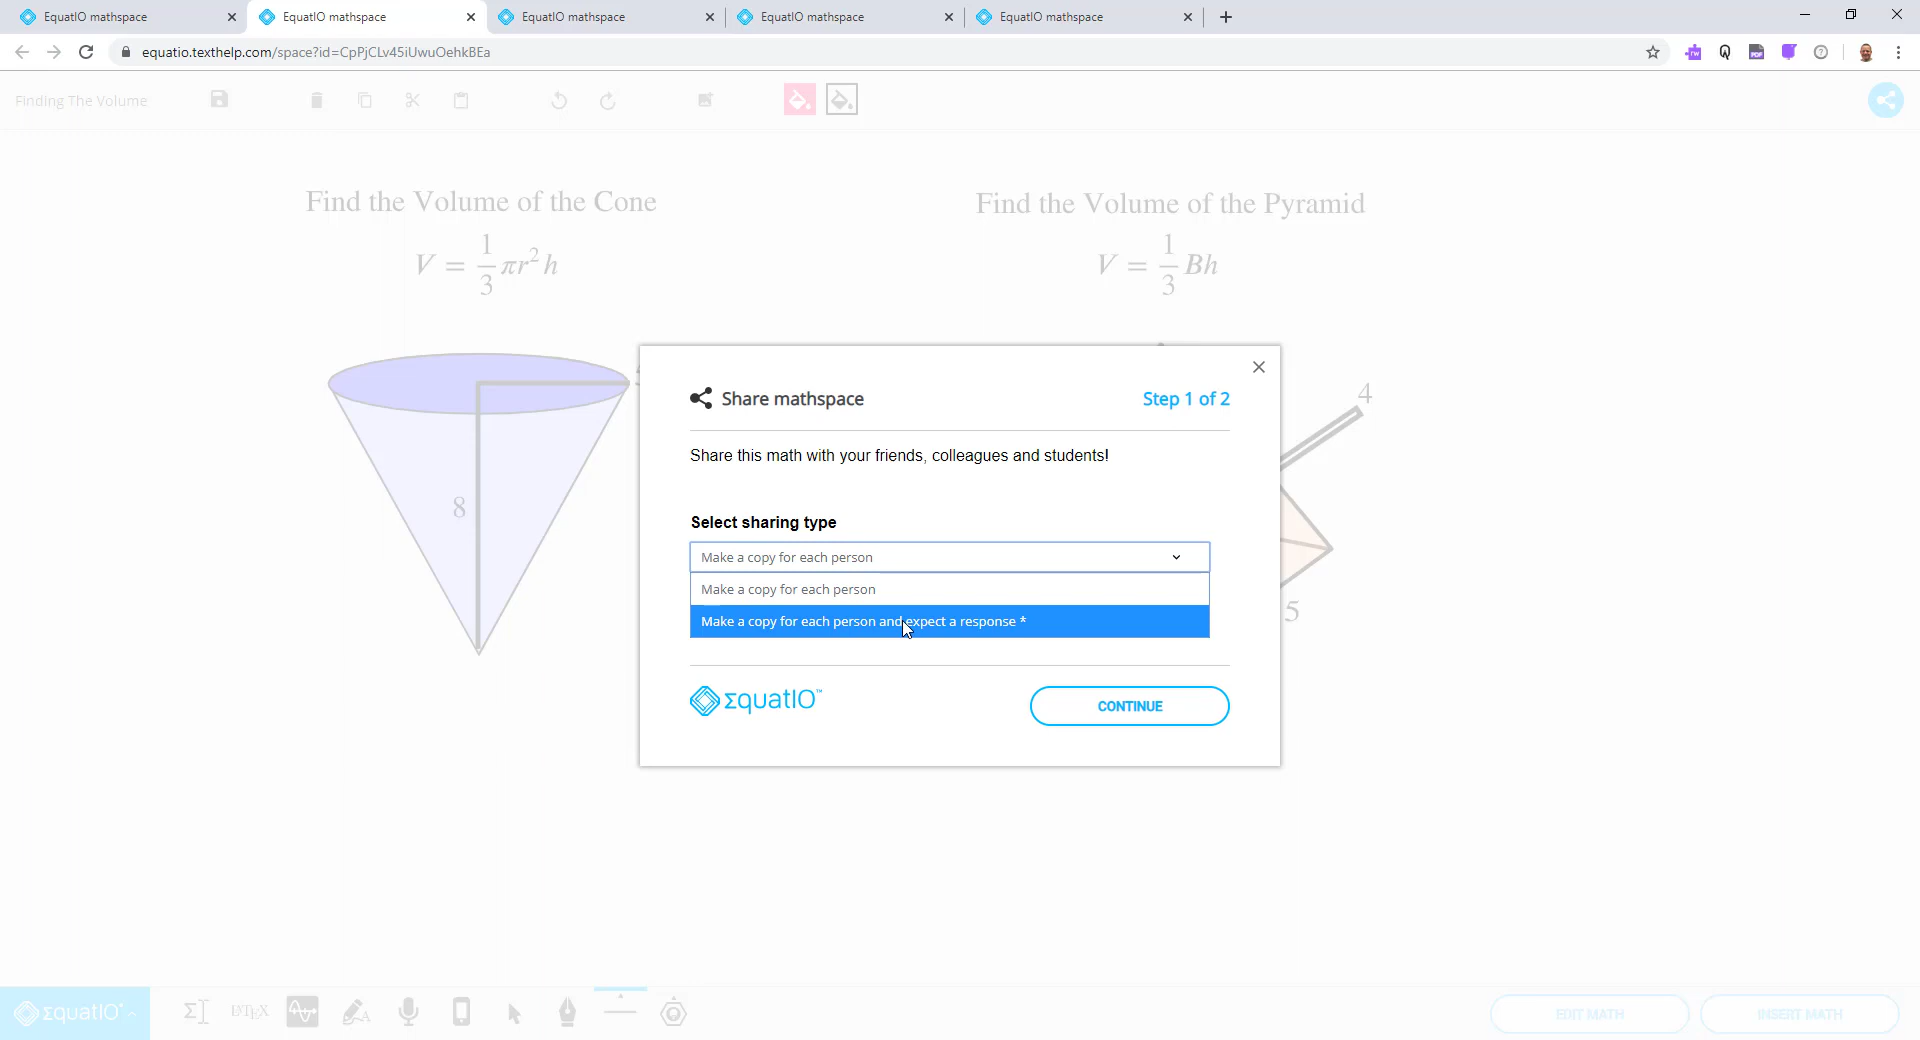 EquatIO mathspace
EquatIO mathspace
EquatIO mathspace
EquatIO mathspace
EquatIO mathspace
equatio.texthelp.com/space?id=CpPjCLv45iUwuOehkBEa
Finding The Volume
Find the Volume of the Cone
V = 1/3 πr² h
8
Find the Volume of the Pyramid
V = 1/3 Bh
4
5
Share mathspace
Step 1 of 2
Share this math with your friends, colleagues and students!
Select sharing type
Make a copy for each person
Make a copy for each person
Make a copy for each person and expect a response *
ΣquatIO™
CONTINUE
ΣquatIO™
LATEX
EDIT MATH
INSERT MATH